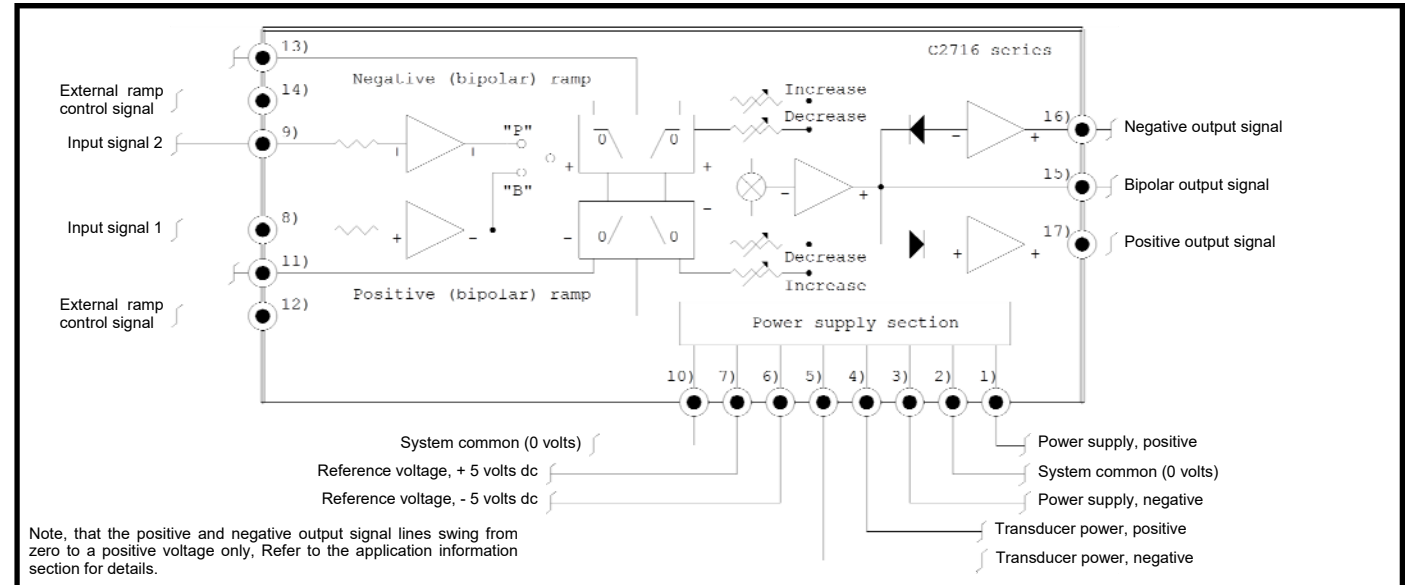 C2716 series
13)
Negative (bipolar) ramp
External ramp
control signal
14)
Increase
Decrease
Input signal 2
9)
"P"
0 0
16)
Negative output signal
+ +
- +
"B"
- +
15)
Bipolar output signal
Input signal 1
8)
+ -
-
- 0 0
17)
Positive output signal
+ +
11)
Decrease
Increase
External ramp
control signal
12)
Positive (bipolar) ramp
Power supply section
10) 7) 6) 5) 4) 3) 2) 1)
System common (0 volts)
Power supply, positive
Reference voltage, + 5 volts dc
System common (0 volts)
Reference voltage, - 5 volts dc
Power supply, negative
Transducer power, positive
Transducer power, negative
Note, that the positive and negative output signal lines swing from
zero to a positive voltage only, Refer to the application information
section for details.